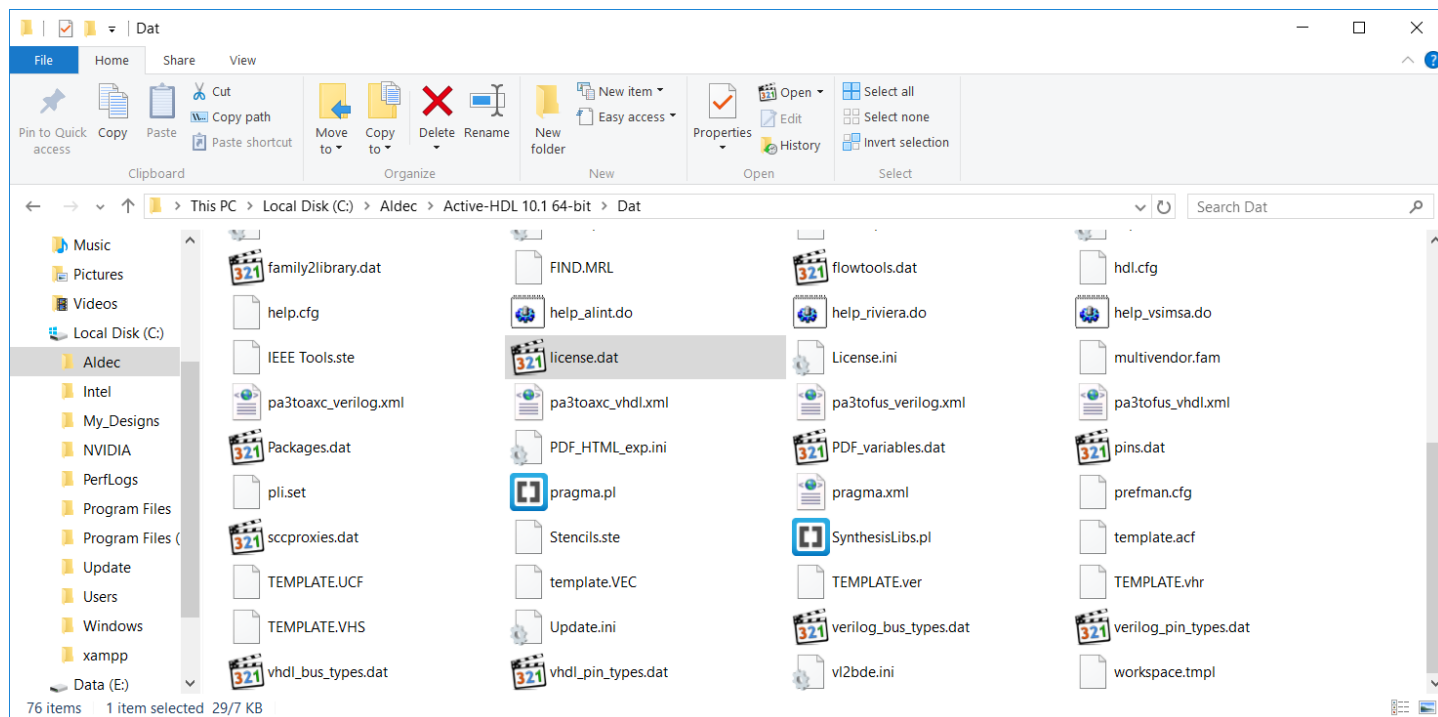 Dat
File Home Share View
Pin to Quick access
Copy
Paste
Cut
Copy path
Paste shortcut
Clipboard
Move to
Copy to
Delete
Rename
Organize
New folder
New item
Easy access
New
Properties
Open
Edit
History
Open
Select all
Select none
Invert selection
Select
This PC > Local Disk (C:) > Aldec > Active-HDL 10.1 64-bit > Dat
Search Dat
Music
Pictures
Videos
Local Disk (C:)
Aldec
Intel
My_Designs
NVIDIA
PerfLogs
Program Files
Program Files (
Update
Users
Windows
xampp
Data (E:)
family2library.dat FIND.MRL flowtools.dat hdl.cfg
help.cfg help_alint.do help_riviera.do help_vsimsa.do
IEEE Tools.ste license.dat License.ini multivendor.fam
pa3toaxc_verilog.xml pa3toaxc_vhdl.xml pa3tofus_verilog.xml pa3tofus_vhdl.xml
Packages.dat PDF_HTML_exp.ini PDF_variables.dat pins.dat
pli.set pragma.pl pragma.xml prefman.cfg
sccproxies.dat Stencils.ste SynthesisLibs.pl template.acf
TEMPLATE.UCF template.VEC TEMPLATE.ver TEMPLATE.vhr
TEMPLATE.VHS Update.ini verilog_bus_types.dat verilog_pin_types.dat
vhdl_bus_types.dat vhdl_pin_types.dat vl2bde.ini workspace.tmpl
76 items 1 item selected 29/7 KB